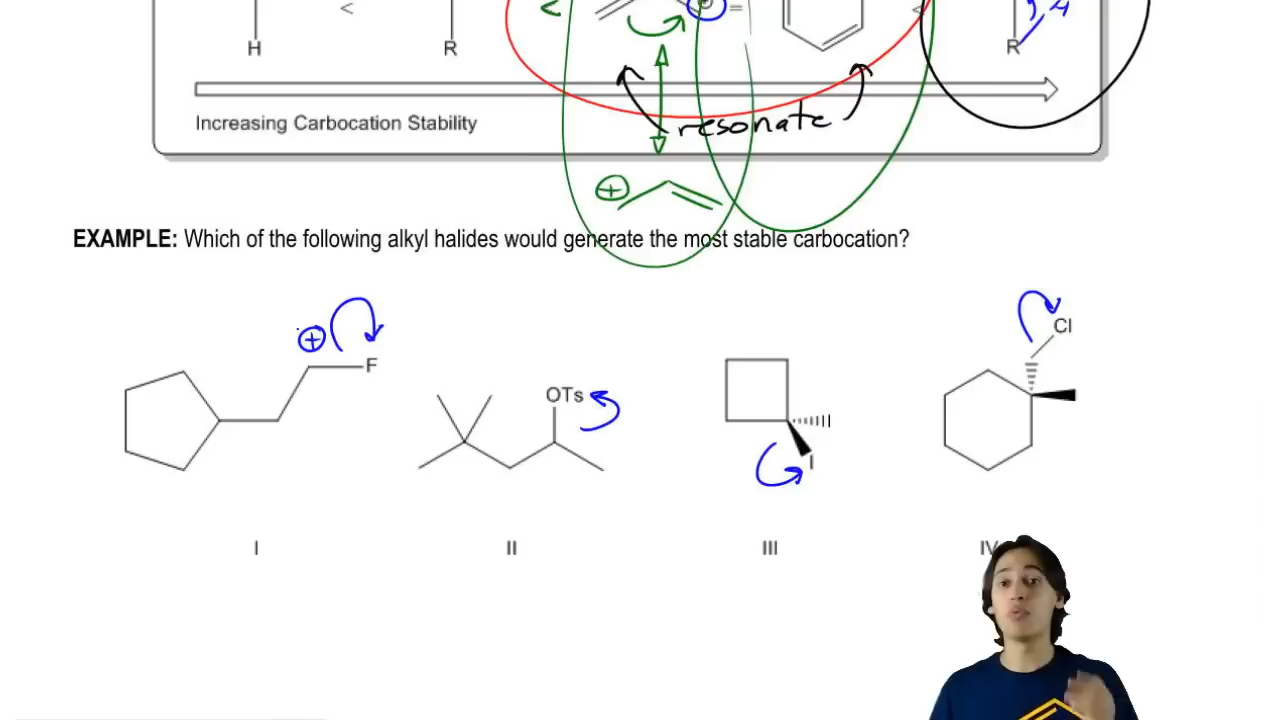 H < R < = < R
resonate
Increasing Carbocation Stability
+
EXAMPLE: Which of the following alkyl halides would generate the most stable carbocation?
+ F OTs I Cl
I II III IV